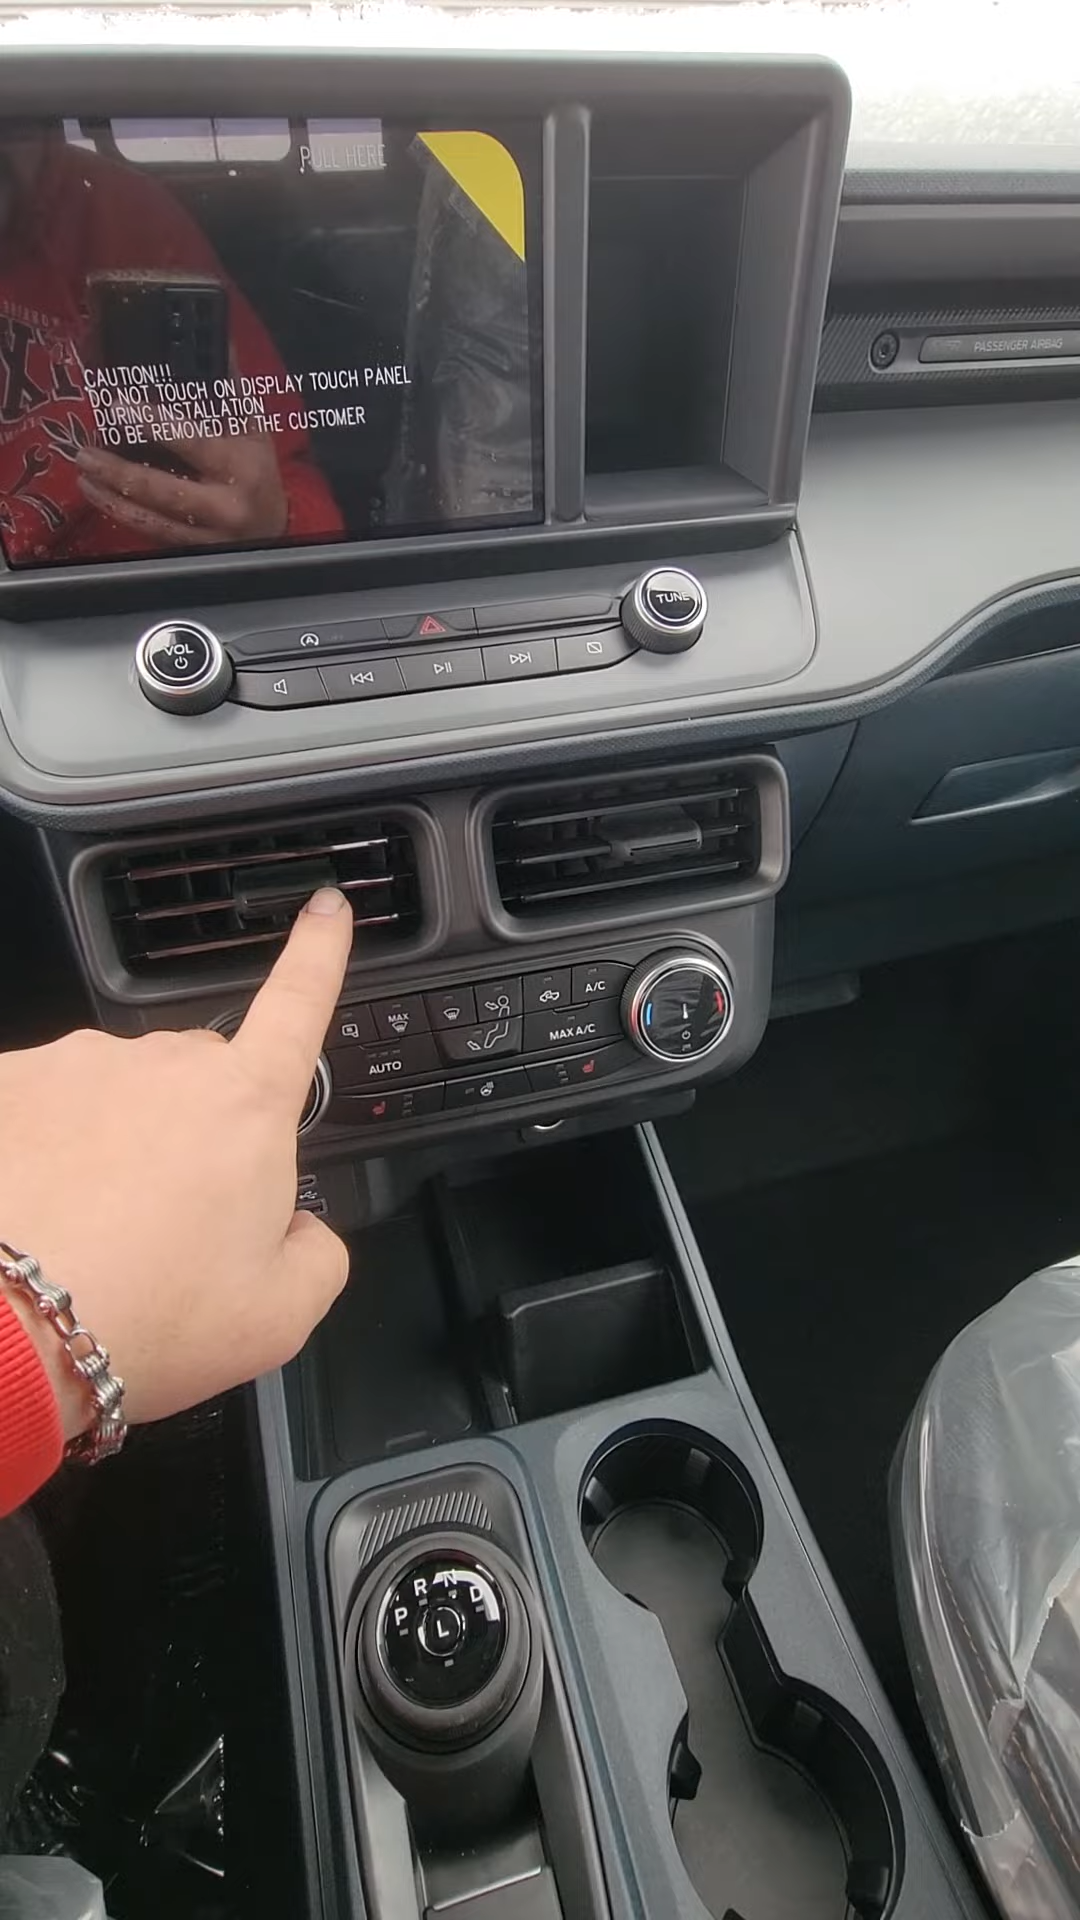 PULL HERE
CAUTION!!!
DO NOT TOUCH ON DISPLAY TOUCH PANEL
DURING INSTALLATION
TO BE REMOVED BY THE CUSTOMER
PASSENGER AIRBAG
VOL
TUNE
A
MAX
A/C
MAX A/C
AUTO
P R N D
L